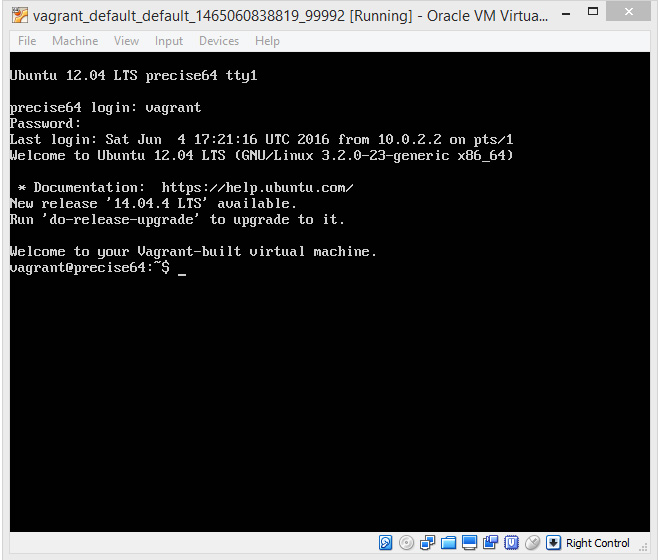 vagrant_default_default_1465060838819_99992 [Running] - Oracle VM Virtua...
File Machine View Input Devices Help
Ubuntu 12.04 LTS precise64 tty1
precise64 login: vagrant
Password:
Last login: Sat Jun  4 17:21:16 UTC 2016 from 10.0.2.2 on pts/1
Welcome to Ubuntu 12.04 LTS (GNU/Linux 3.2.0-23-generic x86_64)
 * Documentation:  https://help.ubuntu.com/
New release '14.04.4 LTS' available.
Run 'do-release-upgrade' to upgrade to it.
Welcome to your Vagrant-built virtual machine.
vagrant@precise64:~$ _
Right Control